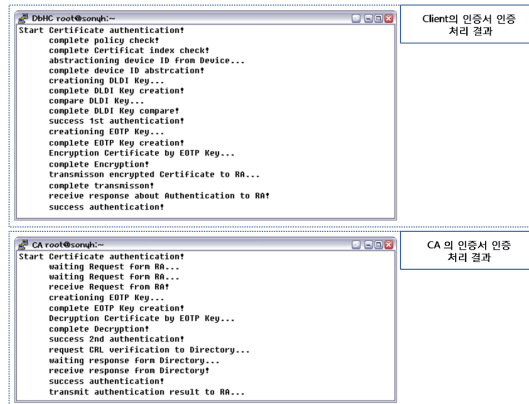 DbHC root@sonyh:~
Start Certificate authentication!
complete policy check!
complete Certificat index check!
abstractioning device ID from Device...
complete device ID abstrcation!
creationing DLDI Key...
complete DLDI Key creation!
compare DLDI Key...
complete DLDI Key compare!
success 1st authentication!
creationing EOTP Key...
complete EOTP Key creation!
Encryption Certificate by EOTP Key...
complete Encryption!
transmisson encrypted Certificate to RA...
complete transmisson!
receive response about Authentication to RA!
success authentication!
Client의 인증서 인증
처리 결과
CA root@sonyh:~
Start Certificate authentication!
waiting Request form RA...
waiting Request form RA...
receive Request from RA!
creationing EOTP Key...
complete EOTP Key creation!
Decryption Certificate by EOTP Key...
complete Decryption!
success 2nd authentication!
request CRL verification to Directory...
waiting response form Directory...
receive response from Directory!
success authentication!
transmit authentication result to RA...
CA 의 인증서 인증
처리 결과